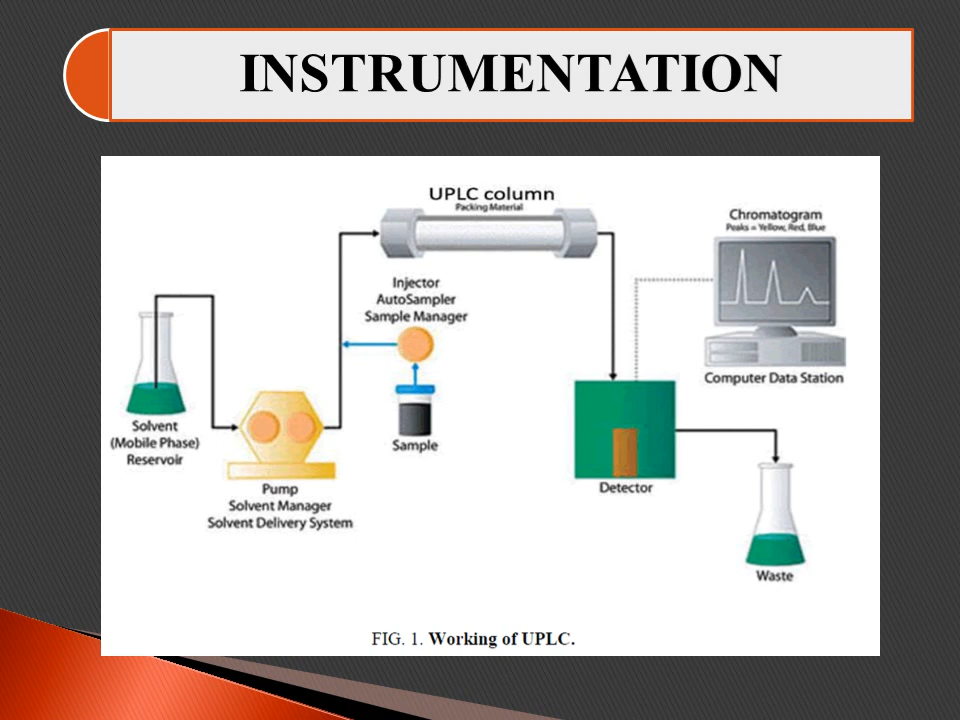 INSTRUMENTATION
UPLC column
Packing Material
Chromatogram
Peaks = Yellow, Red, Blue
Injector
AutoSampler
Sample Manager
Computer Data Station
Solvent
(Mobile Phase)
Reservoir
Sample
Pump
Solvent Manager
Solvent Delivery System
Detector
Waste
FIG. 1. Working of UPLC.